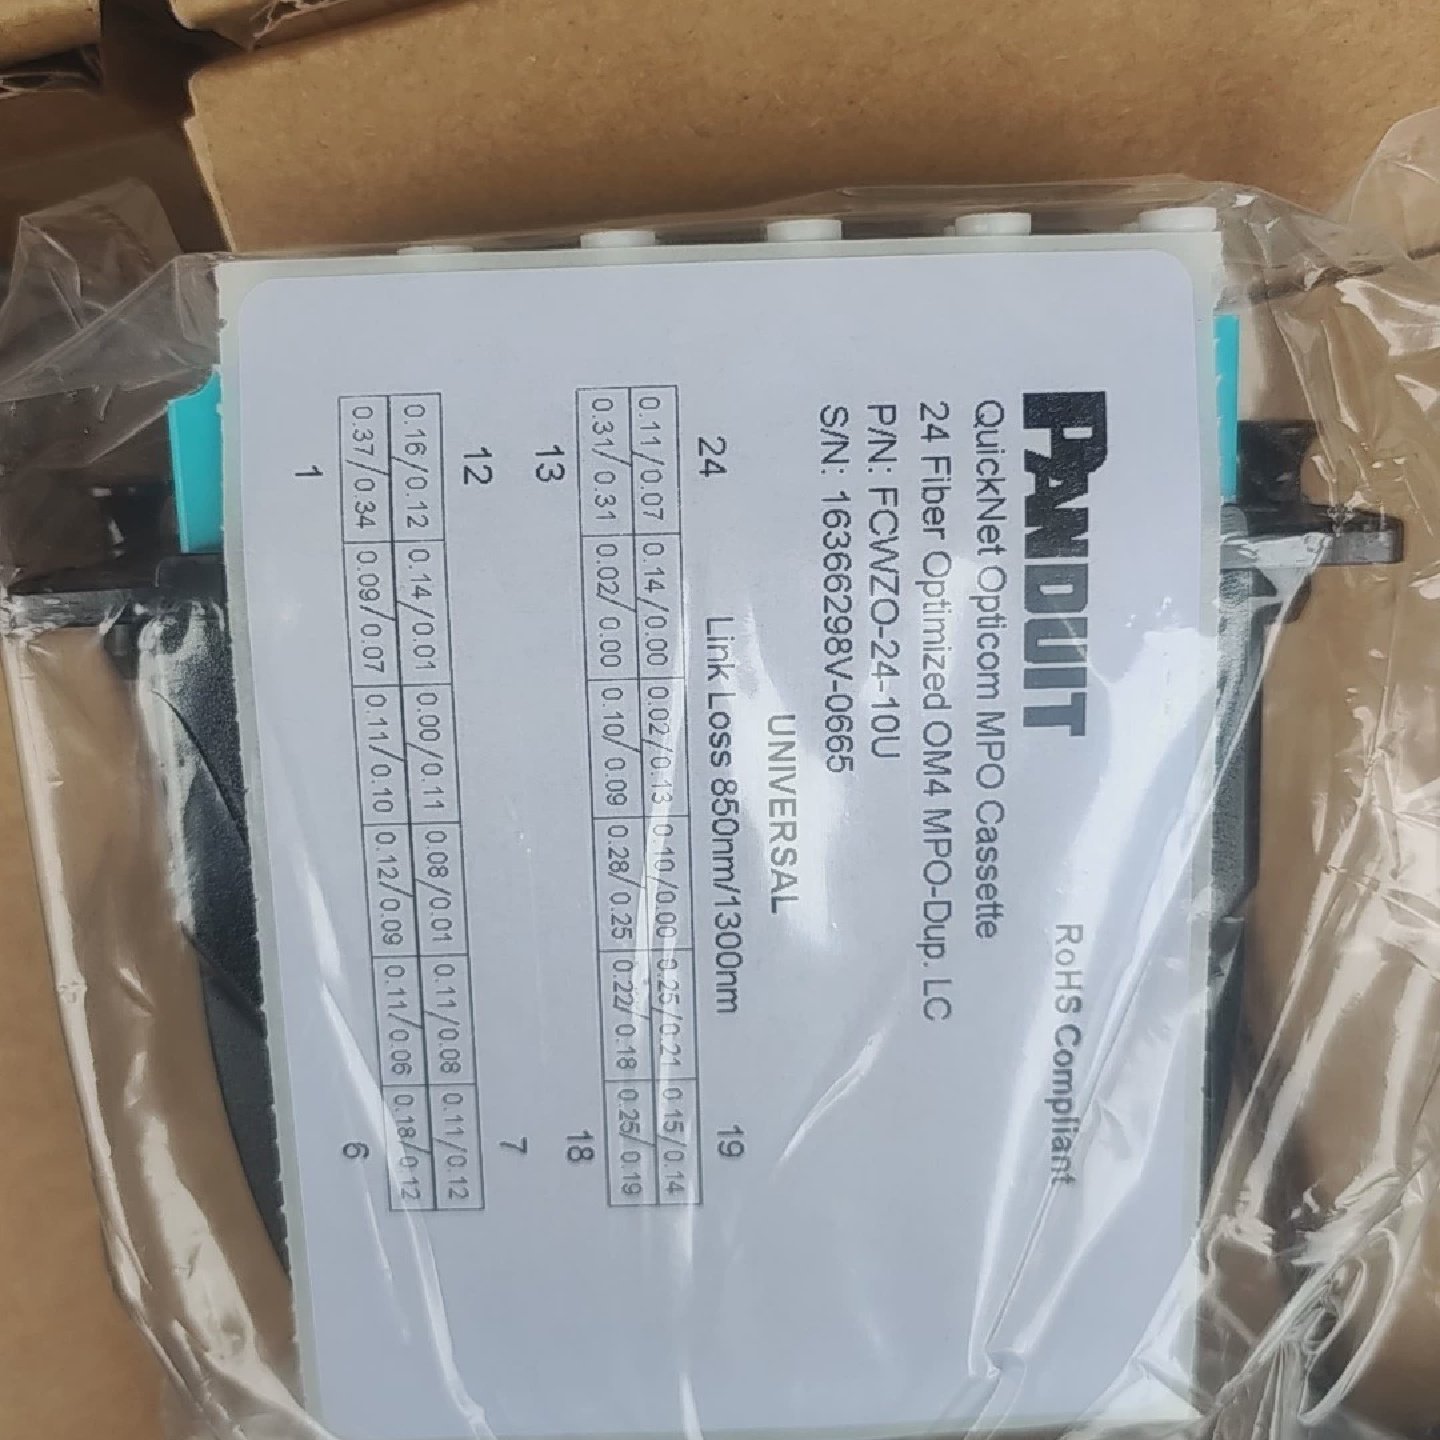 PANDUIT RoHS Compliant
QuickNet Opticom MPO Cassette
24 Fiber Optimized OM4 MPO-Dup. LC
P/N: FCWZO-24-10U
S/N: 16366298V-0665
UNIVERSAL
Link Loss 850nm/1300nm
24 19
0.11/0.07 0.14/0.00 0.02/0.13 0.10/0.00 0.25/0.21 0.15/0.14
0.31/0.31 0.02/0.00 0.10/0.09 0.28/0.25 0.22/0.18 0.25/0.19
13 18
12 7
0.16/0.12 0.14/0.01 0.00/0.11 0.08/0.01 0.11/0.08 0.11/0.12
0.37/0.34 0.09/0.07 0.11/0.10 0.12/0.09 0.11/0.06 0.18/0.12
1 6